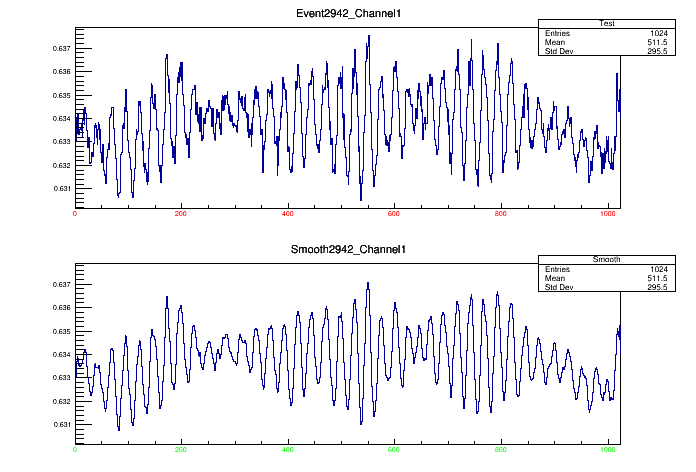 Event2942_Channel1
Test
Entries 1024
Mean 511.5
Std Dev 295.5
0.637
0.636
0.635
0.634
0.633
0.632
0.631
0 200 400 600 800 1000
Smooth2942_Channel1
Smooth
Entries 1024
Mean 511.5
Std Dev 295.5
0.637
0.636
0.635
0.634
0.633
0.632
0.631
0 200 400 600 800 1000